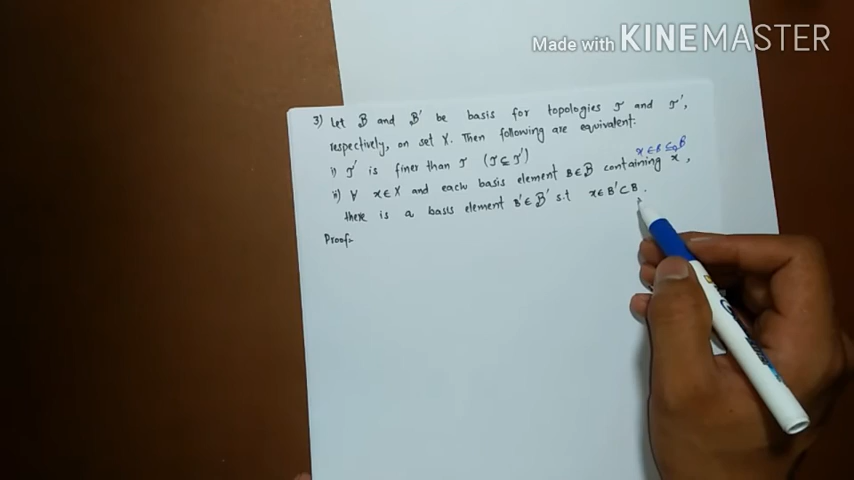 Made with KINEMASTER
3) Let B and B' be basis for topologies T and T',
respectively, on set X. Then following are equivalent:
i) T' is finer than T (T ⊆ T')
x ∈ B ⊆ B
ii) ∀ x ∈ X and each basis element B ∈ B containing x,
there is a basis element B' ∈ B' s.t x ∈ B' ⊂ B.
Proof:-